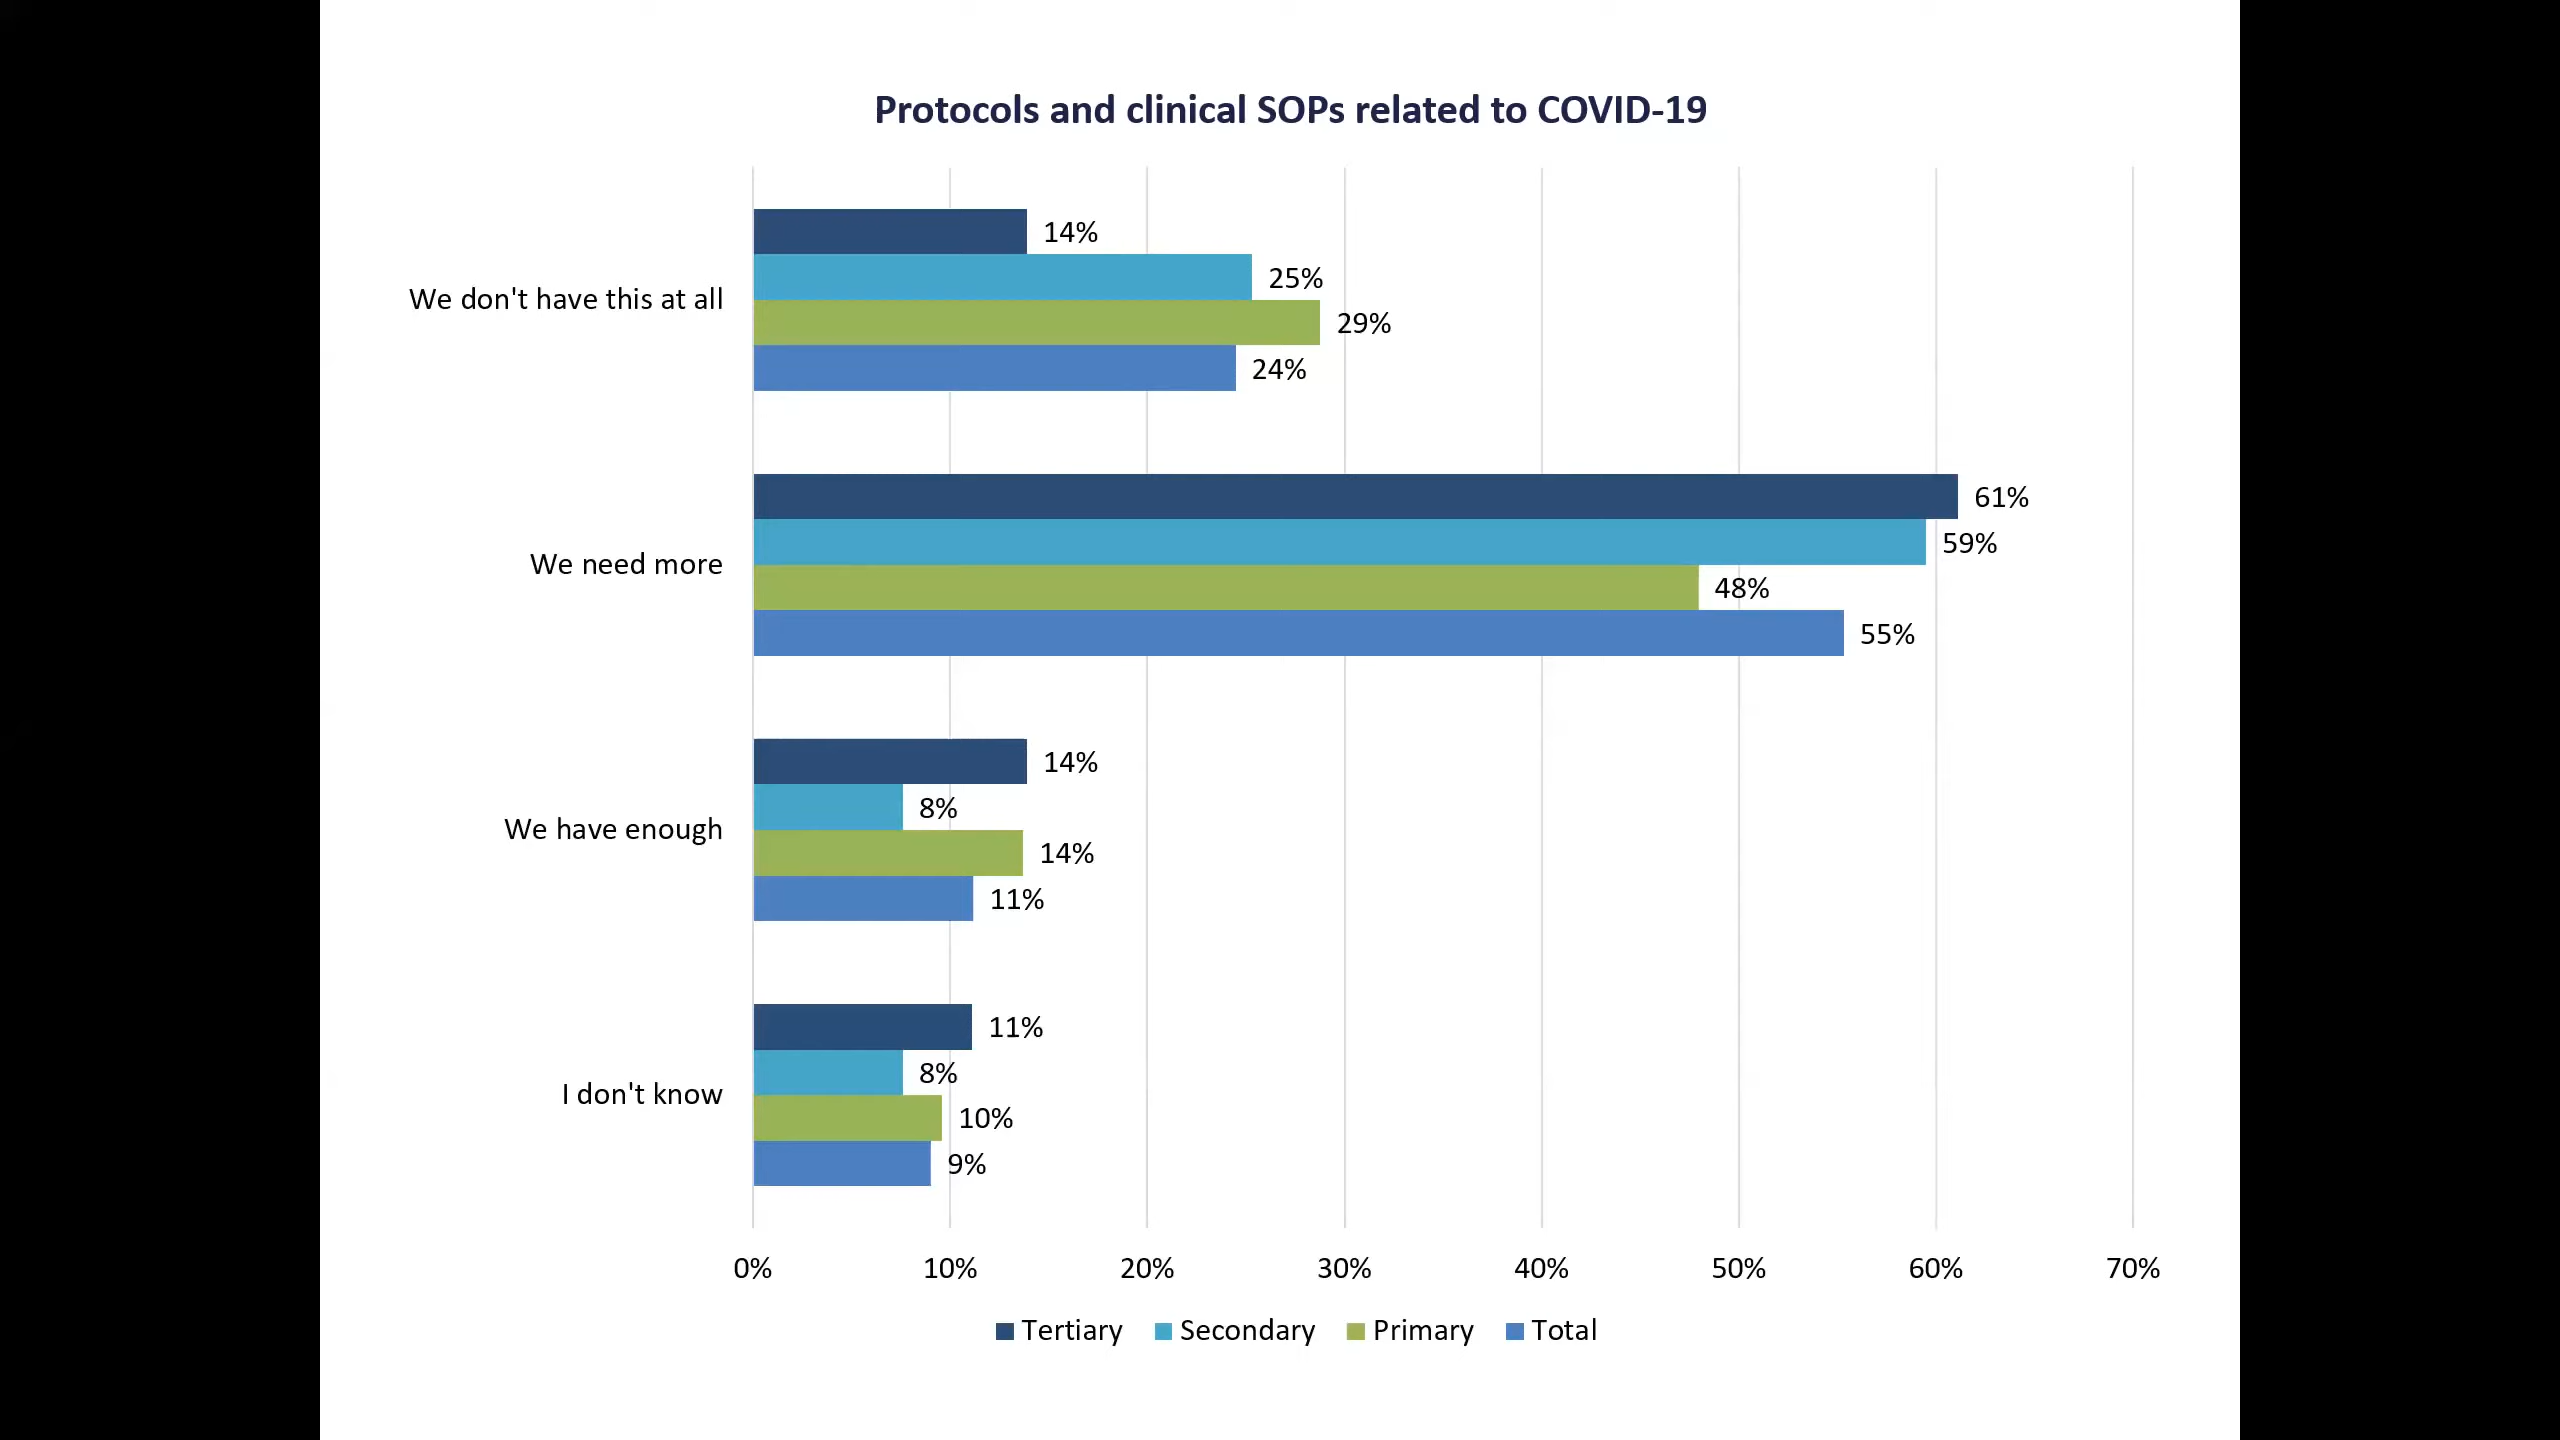 Protocols and clinical SOPs related to COVID-19
We don't have this at all
14%
25%
29%
24%
We need more
61%
59%
48%
55%
We have enough
14%
8%
14%
11%
I don't know
11%
8%
10%
9%
0% 10% 20% 30% 40% 50% 60% 70%
Tertiary Secondary Primary Total